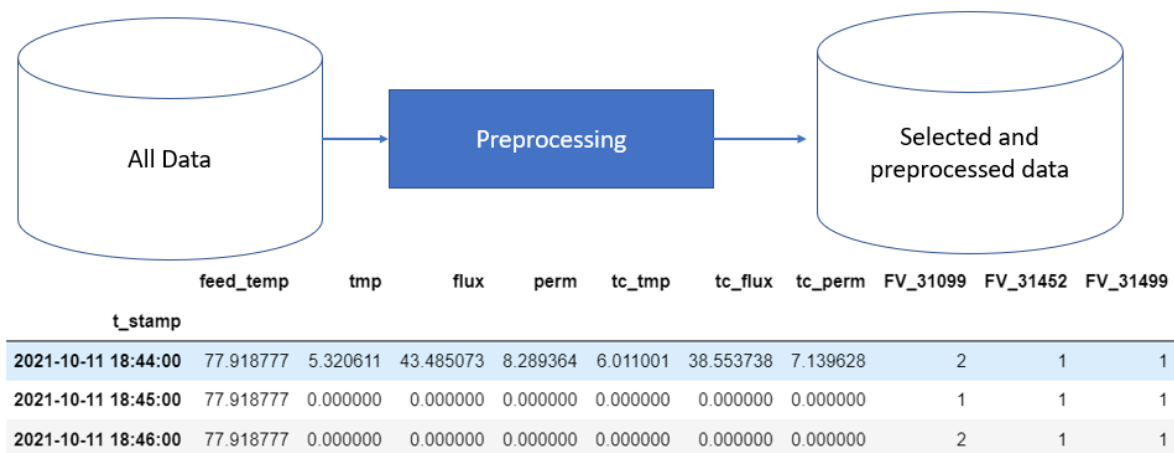 All Data
Preprocessing
Selected and
preprocessed data
feed_temp tmp flux perm tc_tmp tc_flux tc_perm FV_31099 FV_31452 FV_31499
t_stamp
2021-10-11 18:44:00 77.918777 5.320611 43.485073 8.289364 6.011001 38.553738 7.139628 2 1 1
2021-10-11 18:45:00 77.918777 0.000000 0.000000 0.000000 0.000000 0.000000 0.000000 1 1 1
2021-10-11 18:46:00 77.918777 0.000000 0.000000 0.000000 0.000000 0.000000 0.000000 2 1 1